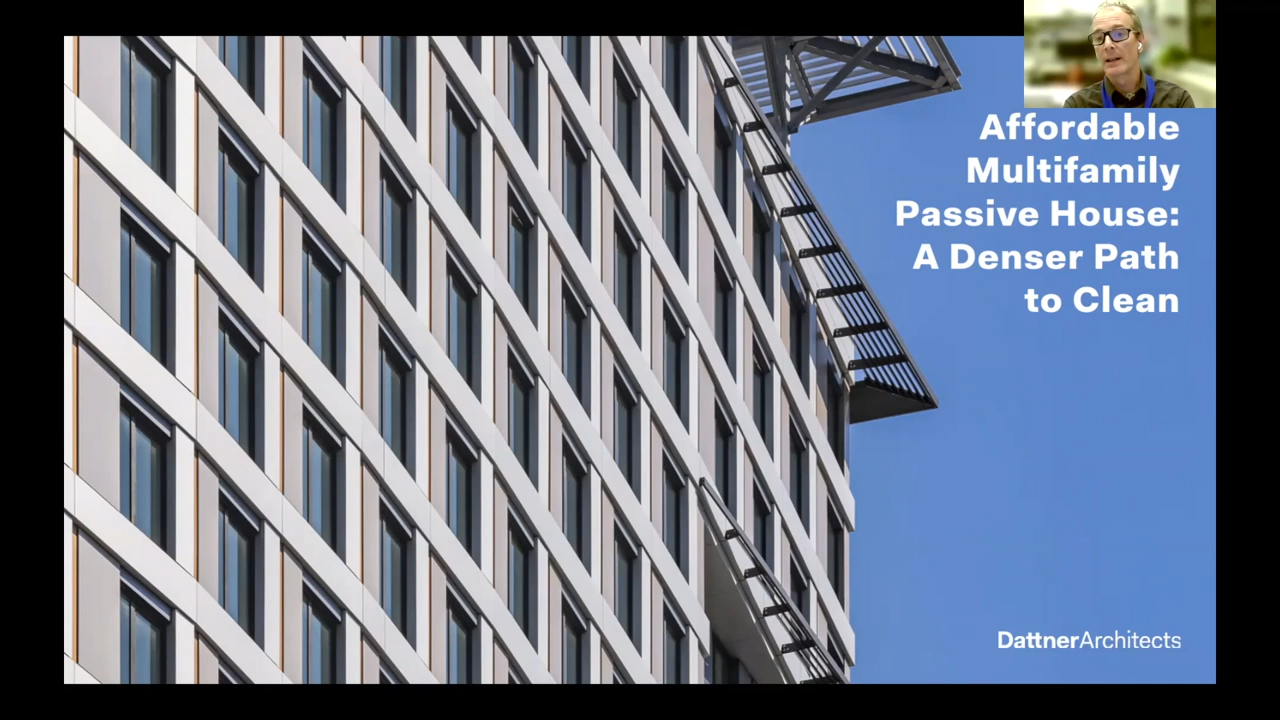 Affordable
Multifamily
Passive House:
A Denser Path
to Clean
DattnerArchitects